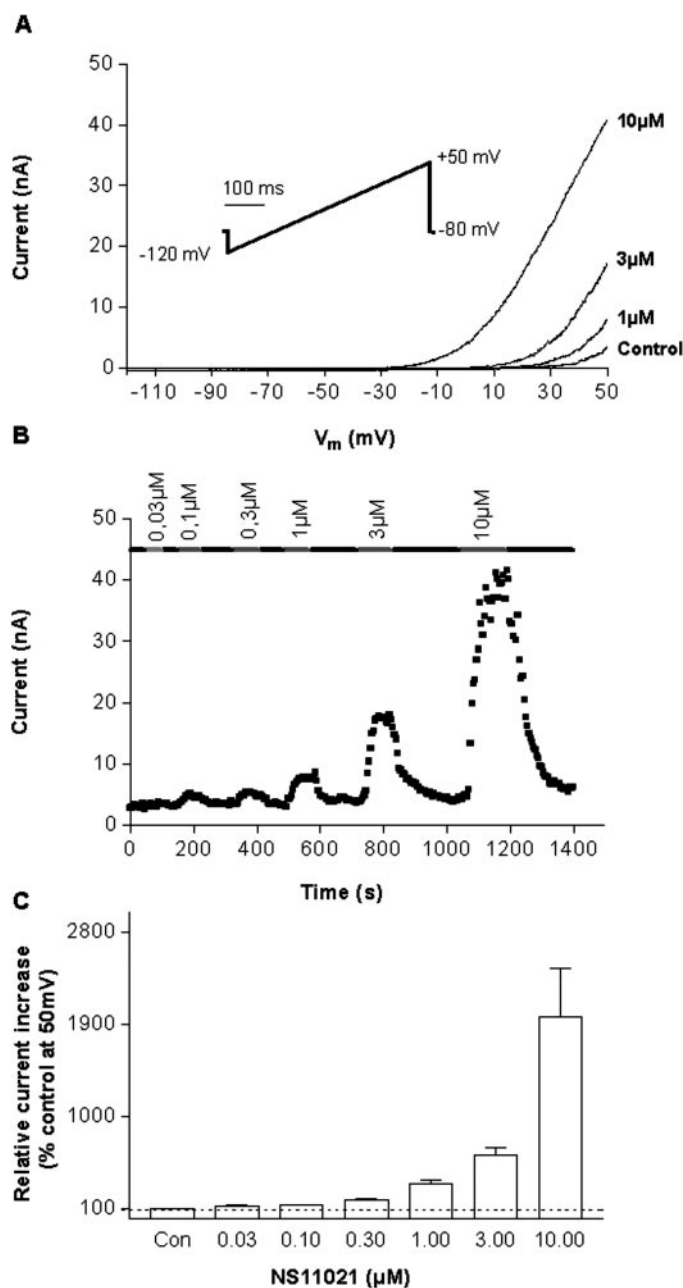 A
Current (nA)
50
40
30
20
10
0
10µM
3µM
1µM
Control
100 ms
+50 mV
-80 mV
-120 mV
-110 -90 -70 -50 -30 -10 10 30 50
Vm (mV)
B
0,03µM 0,1µM 0,3µM 1µM 3µM 10µM
Current (nA)
50
40
30
20
10
0
0 200 400 600 800 1000 1200 1400
Time (s)
C
Relative current increase
(% control at 50mV)
2800
1900
1000
100
Con 0.03 0.10 0.30 1.00 3.00 10.00
NS11021 (µM)